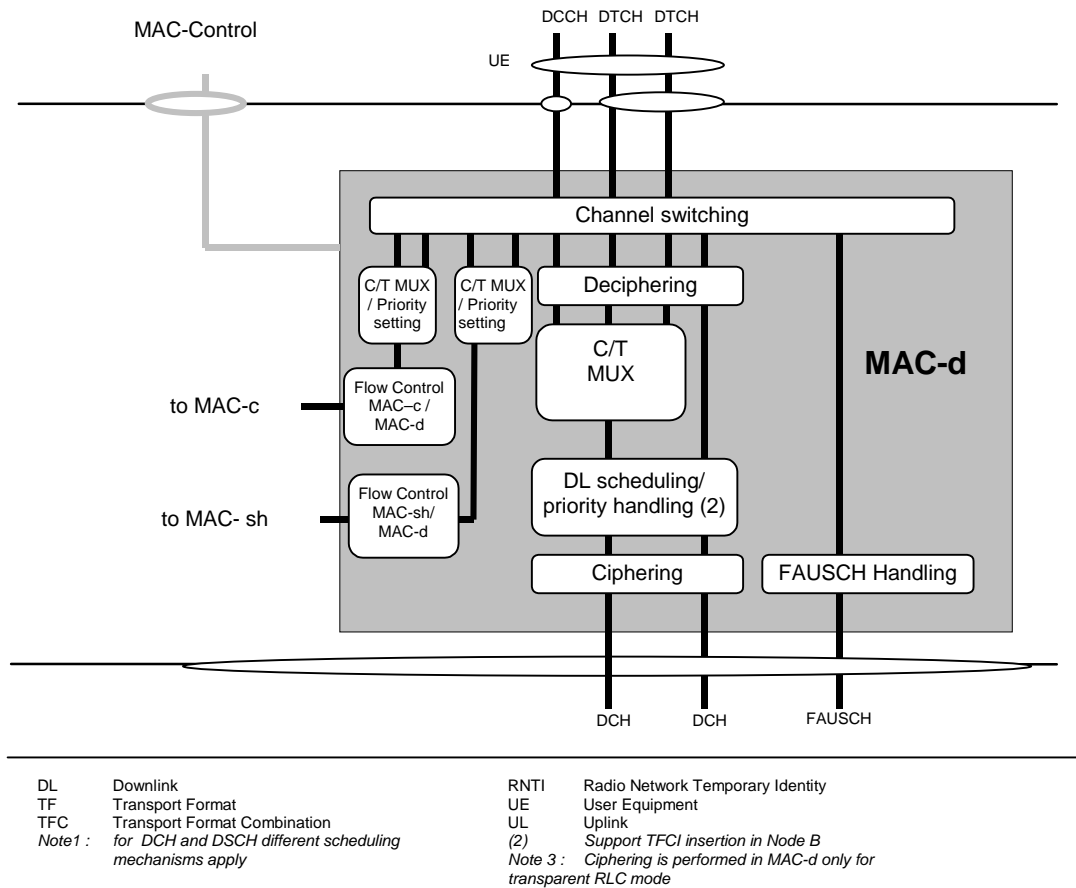 DCCH DTCH DTCH
MAC-Control
UE
Channel switching
C/T MUX
/ Priority
setting
C/T MUX
/ Priority
setting
Deciphering
C/T
MUX
MAC-d
Flow Control
MAC–c /
MAC-d
to MAC-c
DL scheduling/
priority handling (2)
Flow Control
MAC-sh/
MAC-d
to MAC- sh
Ciphering
FAUSCH Handling
DCH
DCH
FAUSCH
DL Downlink
TF Transport Format
TFC Transport Format Combination
Note1 : for DCH and DSCH different scheduling
mechanisms apply
RNTI Radio Network Temporary Identity
UE User Equipment
UL Uplink
(2) Support TFCI insertion in Node B
Note 3 : Ciphering is performed in MAC-d only for
transparent RLC mode